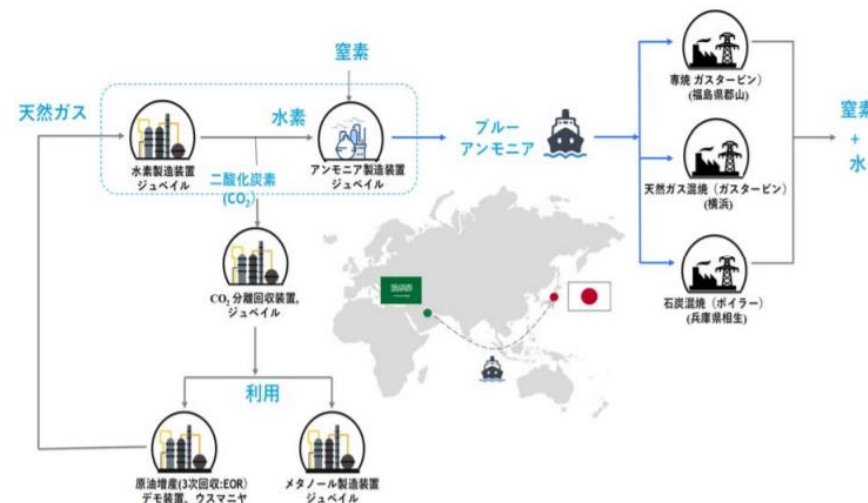 天然ガス
水素製造装置
ジュベイル
窒素
水素
アンモニア製造装置
ジュベイル
二酸化炭素
(CO₂)
CO₂ 分離回収装置,
ジュベイル
利用
原油増産(3次回収:EOR)
デモ装置、ウスマニヤ
メタノール製造装置
ジュベイル
ブルー
アンモニア
専焼 ガスタービン)
(福島県郡山)
天然ガス混焼(ガスタービン)
(横浜)
石炭混焼(ボイラー)
(兵庫県相生)
窒素
+
水